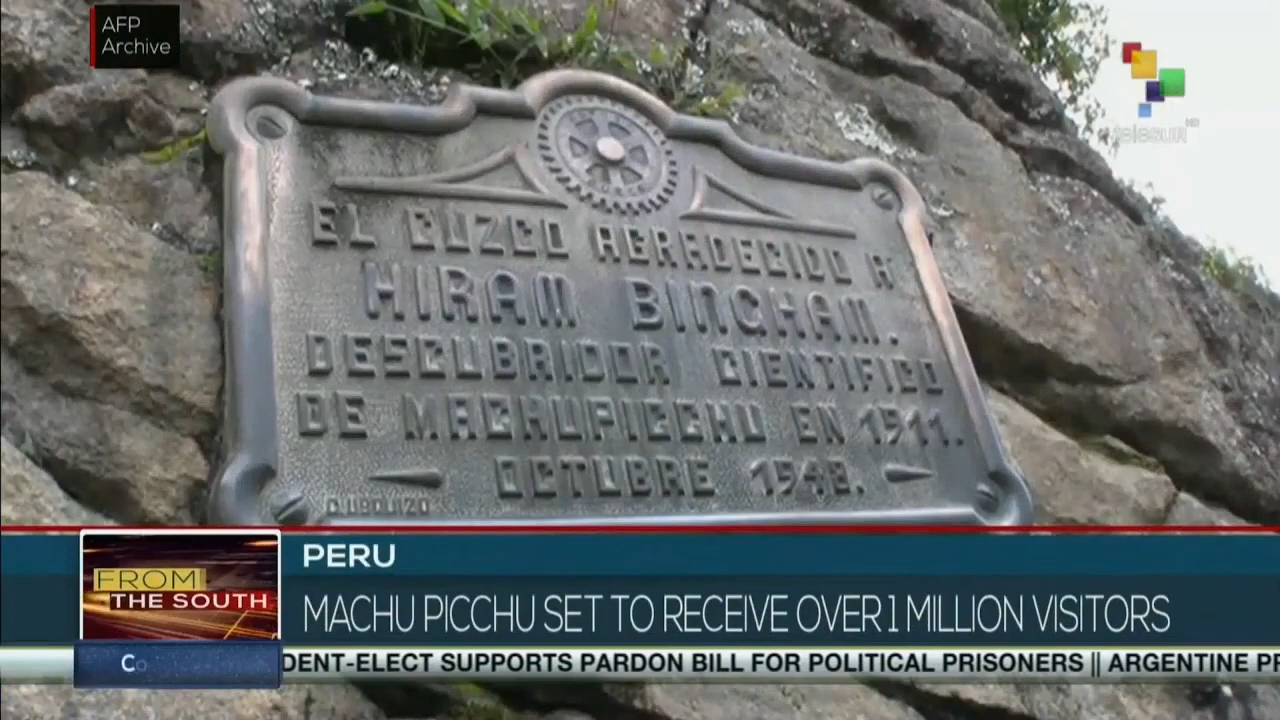 AFP
Archive
teleSUR HD
EL CUZCO AGRADECIDO A
HIRAM BINGHAM.
DESCUBRIDOR CIENTIFICO
DE MACHUPICCHU EN 1911.
OCTUBRE 1948.
PERU
FROM
THE SOUTH
MACHU PICCHU SET TO RECEIVE OVER 1 MILLION VISITORS
DENT-ELECT SUPPORTS PARDON BILL FOR POLITICAL PRISONERS || ARGENTINE PR